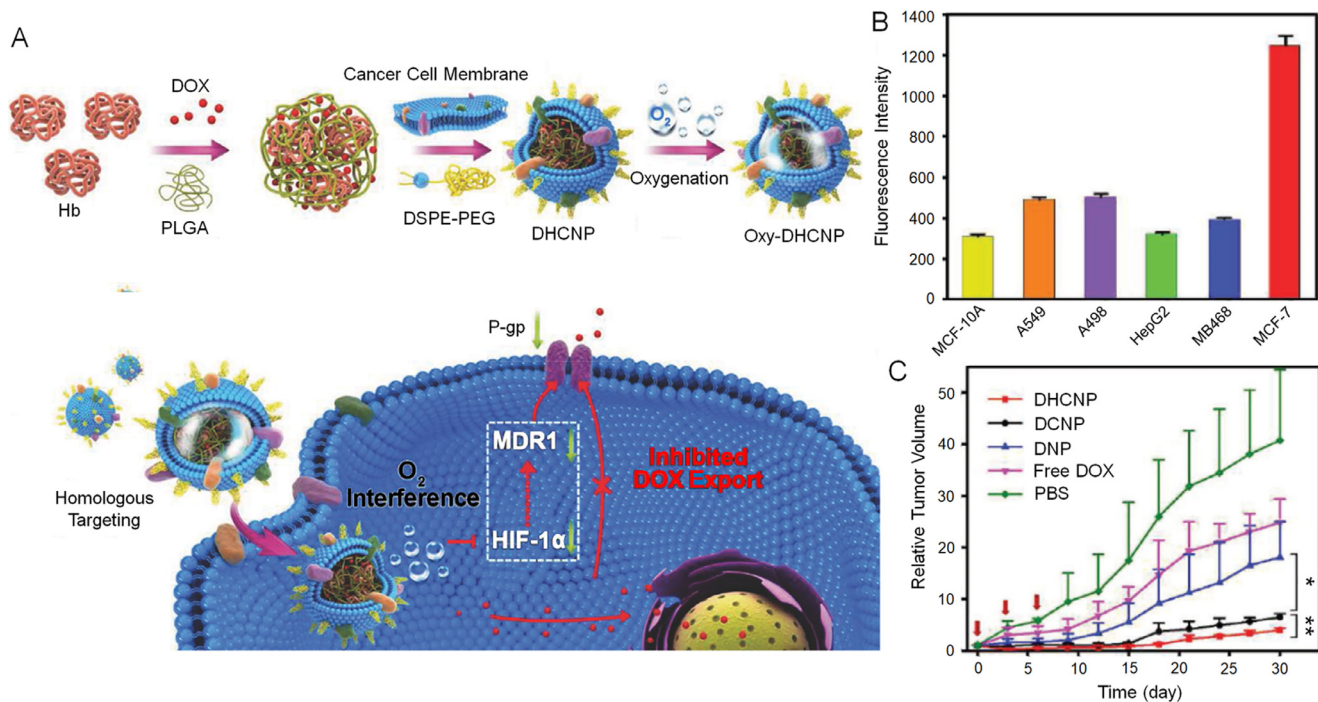 A
DOX
Hb
PLGA
Cancer Cell Membrane
DSPE-PEG
DHCNP
O2
Oxygenation
Oxy-DHCNP
Homologous
Targeting
P-gp
O2
Interference
MDR1
HIF-1α
Inhibited
DOX Export
B
Fluorescence Intensity
1400
1200
1000
800
600
400
200
0
MCF-10A
A549
A498
HepG2
MB468
MCF-7
C
Relative Tumor Volume
50
40
30
20
10
0
DHCNP
DCNP
DNP
Free DOX
PBS
*
**
0 5 10 15 20 25 30
Time (day)